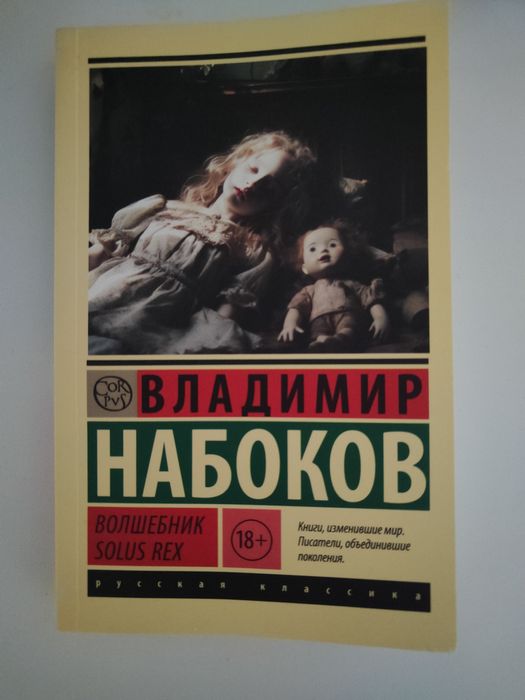 CORPUS
ВЛАДИМИР
НАБОКОВ
ВОЛШЕБНИК
SOLUS REX
18+
Книги, изменившие мир.
Писатели, объединившие
поколения.
русская классика